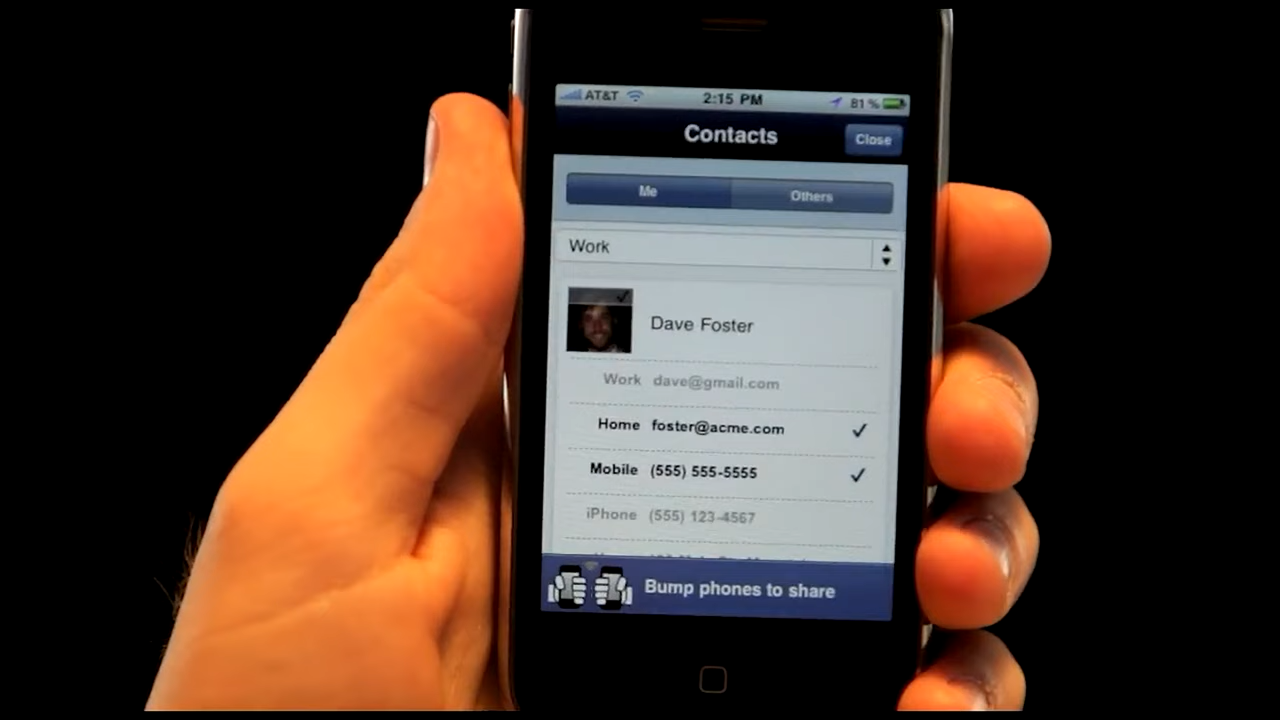 AT&T 2:15 PM 81%
Contacts Close
Me Others
Work
Dave Foster
Work dave@gmail.com
Home foster@acme.com
Mobile (555) 555-5555
iPhone (555) 123-4567
Bump phones to share